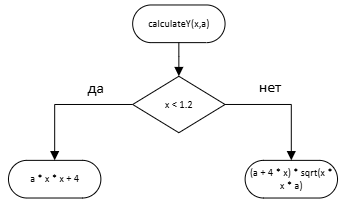 calculateY(x,a)
да
нет
x < 1.2
a * x * x + 4
(a + 4 * x) * sqrt(x *
x * a)